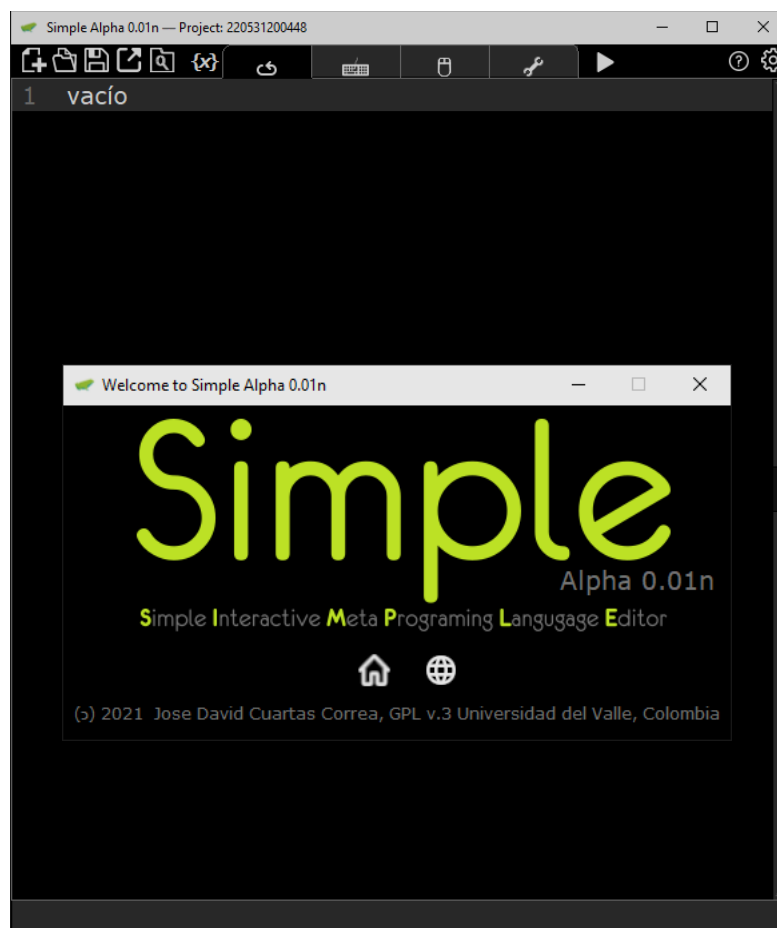 Simple Alpha 0.01n — Project: 220531200448
{x}
?
1 vacío
Welcome to Simple Alpha 0.01n
Simple
Alpha 0.01n
Simple Interactive Meta Programing Langugage Editor
(ɔ) 2021 Jose David Cuartas Correa, GPL v.3 Universidad del Valle, Colombia